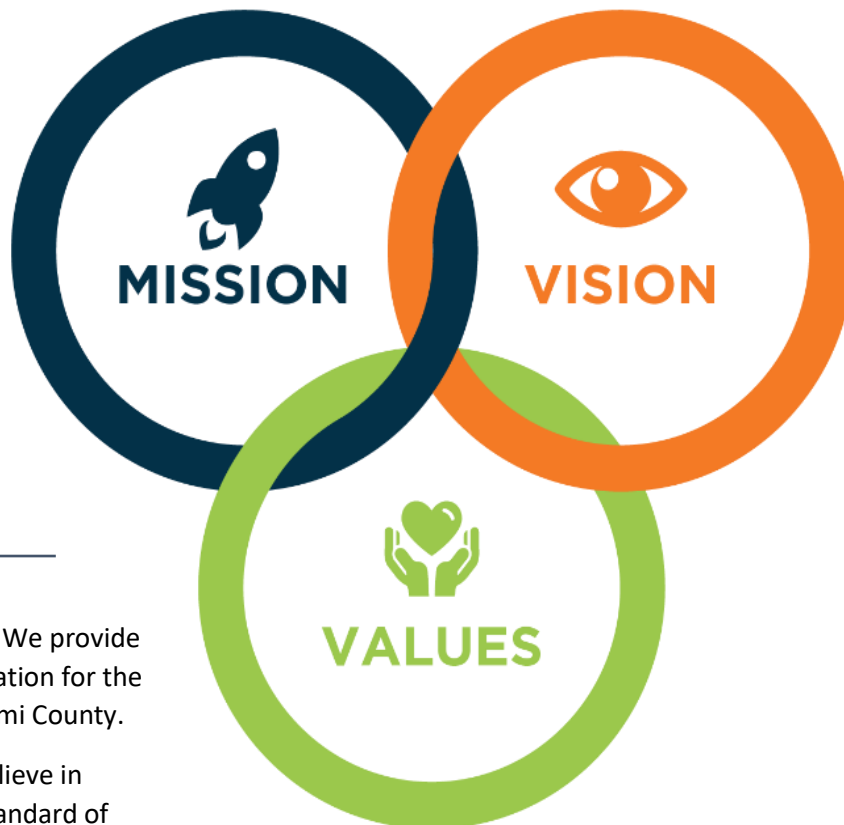 MISSION
VISION
VALUES
We provide
ation for the
mi County.
lieve in
andard of